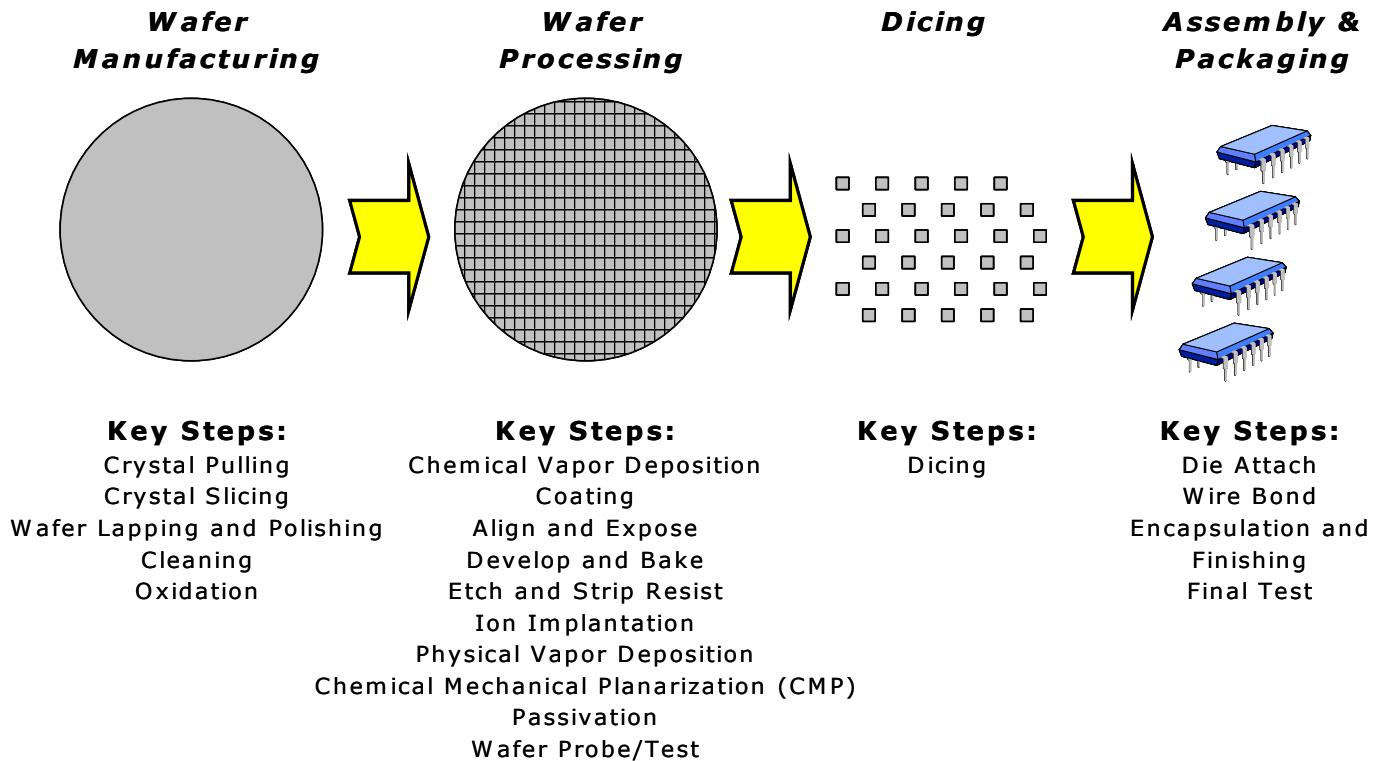 Wafer
Manufacturing
Wafer
Processing
Dicing
Assembly &
Packaging
Key Steps:
Crystal Pulling
Crystal Slicing
Wafer Lapping and Polishing
Cleaning
Oxidation
Key Steps:
Chemical Vapor Deposition
Coating
Align and Expose
Develop and Bake
Etch and Strip Resist
Ion Implantation
Physical Vapor Deposition
Chemical Mechanical Planarization (CMP)
Passivation
Wafer Probe/Test
Key Steps:
Dicing
Key Steps:
Die Attach
Wire Bond
Encapsulation and
Finishing
Final Test